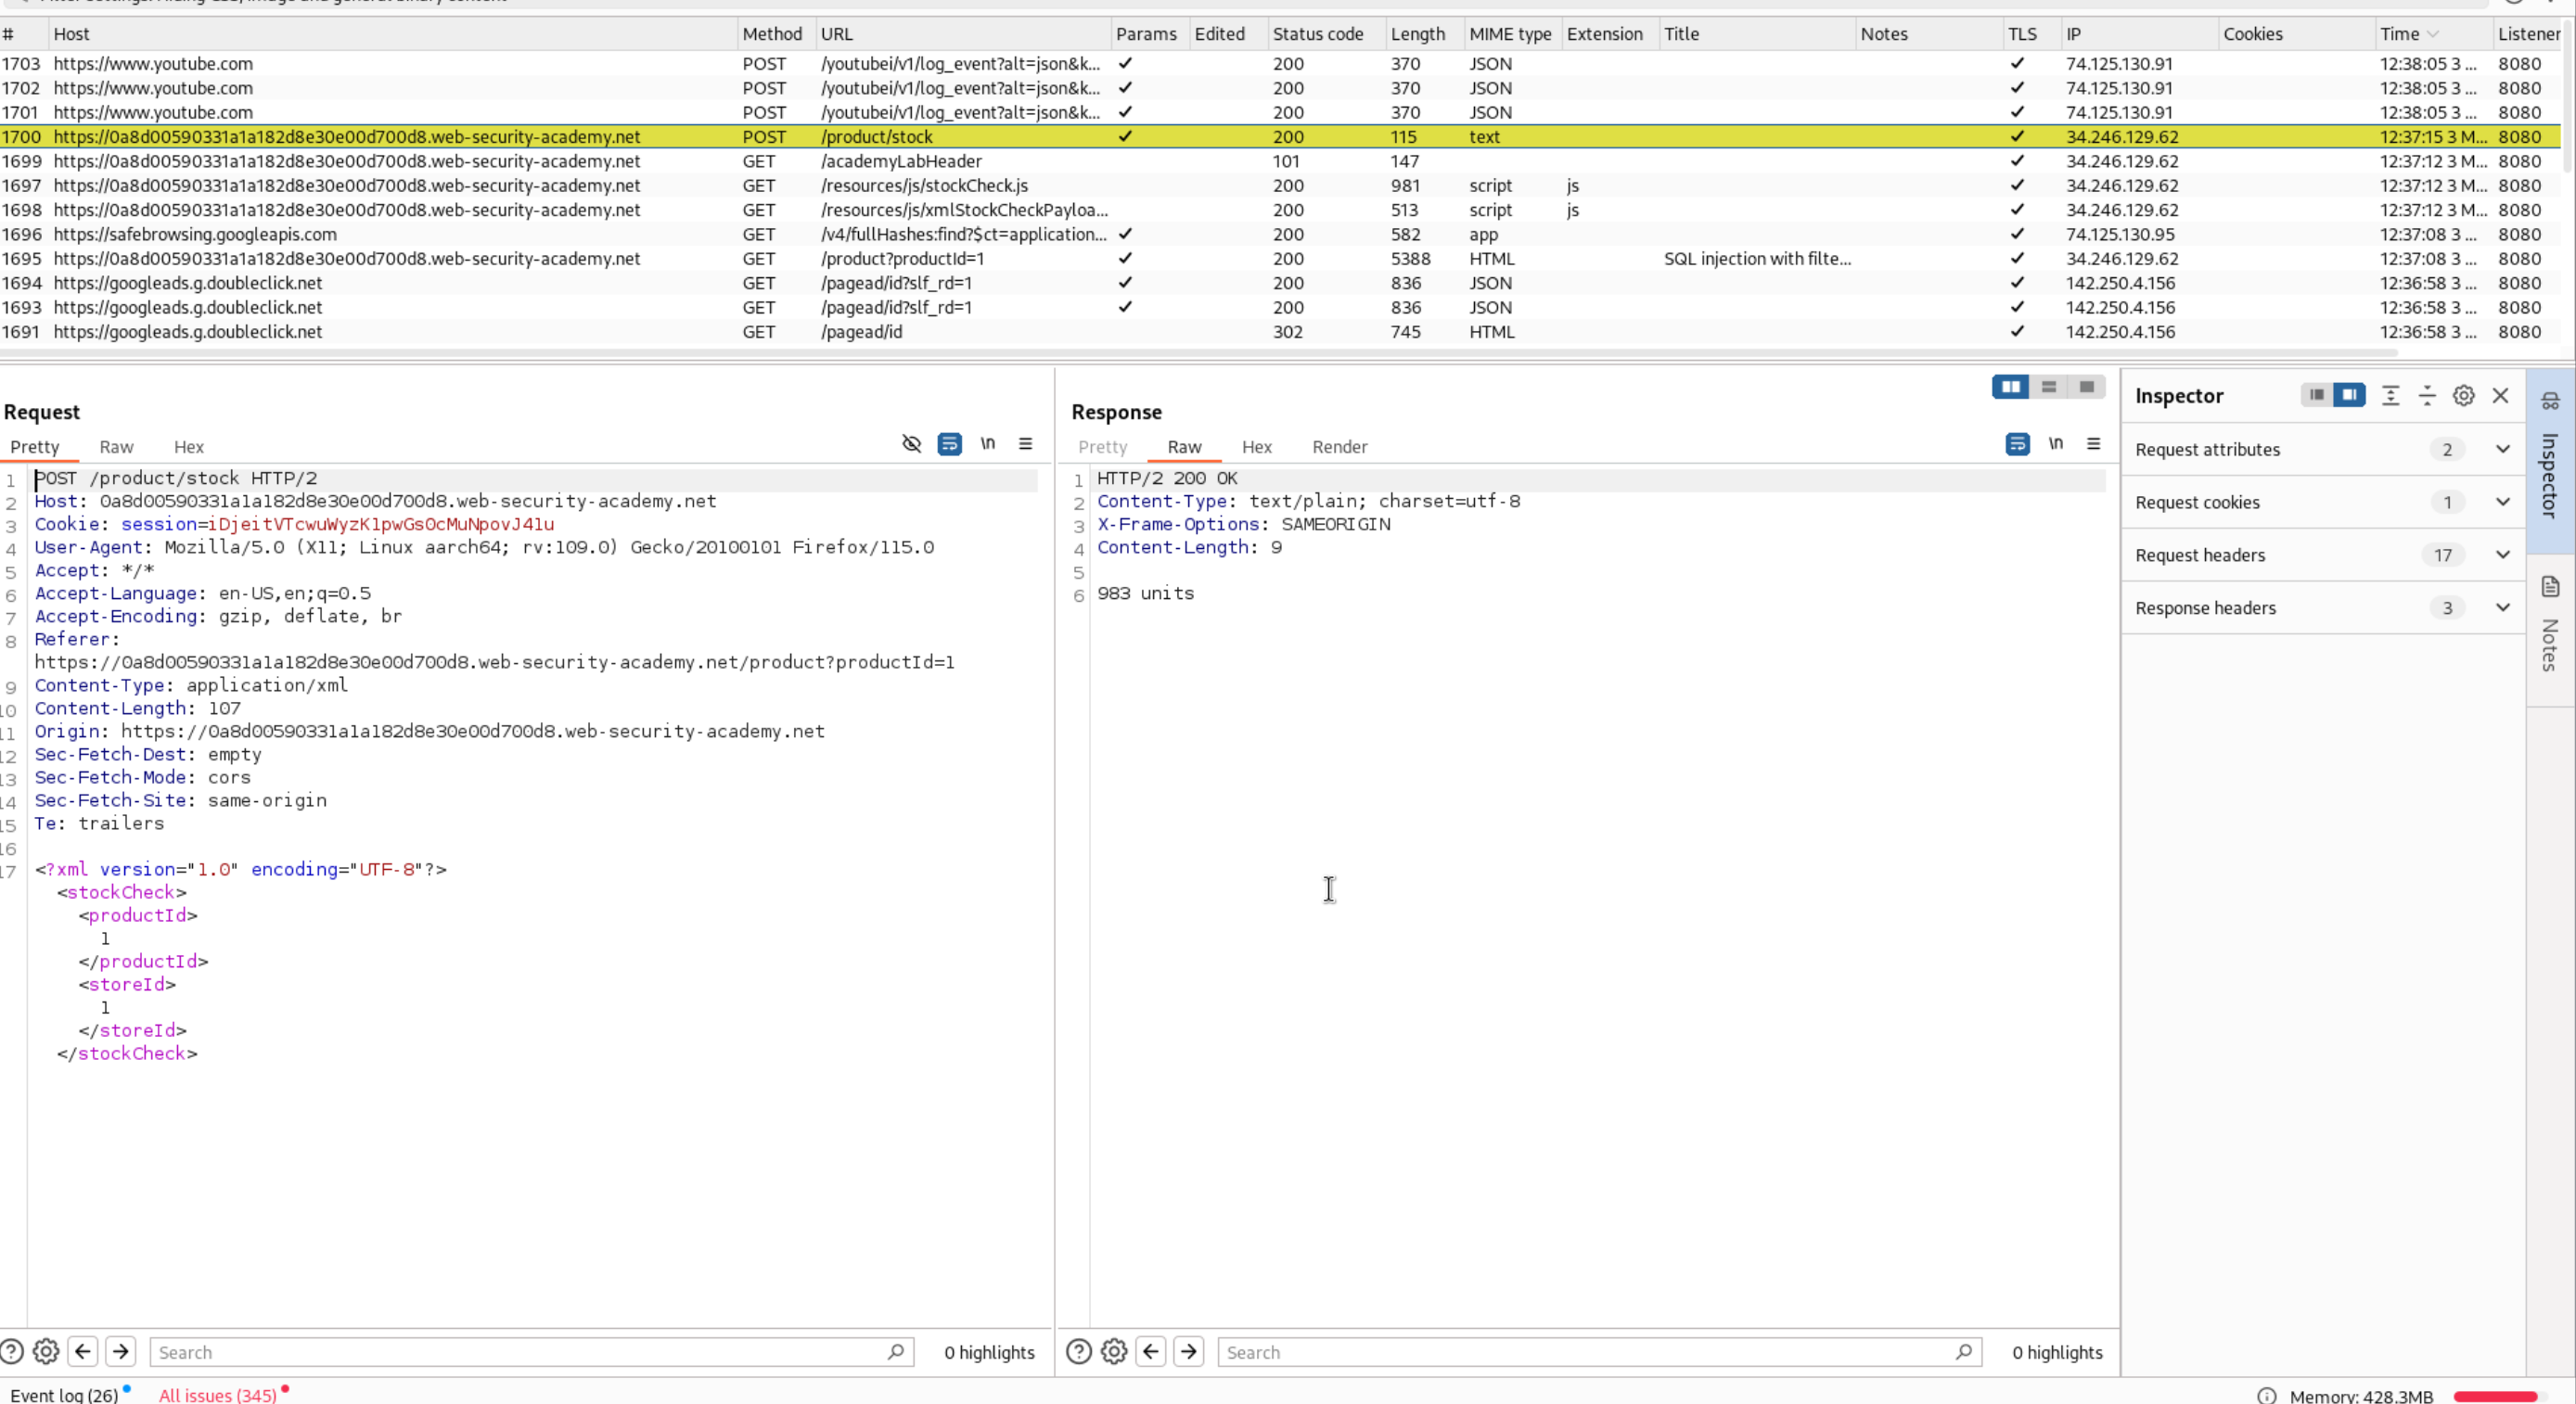 # Host Method URL Params Edited Status code Length MIME type Extension Title Notes TLS IP Cookies Time Listener
1703 https://www.youtube.com POST /youtubei/v1/log_event?alt=json&k... ✓ 200 370 JSON ✓ 74.125.130.91 12:38:05 3 ... 8080
1702 https://www.youtube.com POST /youtubei/v1/log_event?alt=json&k... ✓ 200 370 JSON ✓ 74.125.130.91 12:38:05 3 ... 8080
1701 https://www.youtube.com POST /youtubei/v1/log_event?alt=json&k... ✓ 200 370 JSON ✓ 74.125.130.91 12:38:05 3 ... 8080
1700 https://0a8d00590331a1a182d8e30e00d700d8.web-security-academy.net POST /product/stock ✓ 200 115 text ✓ 34.246.129.62 12:37:15 3 M... 8080
1699 https://0a8d00590331a1a182d8e30e00d700d8.web-security-academy.net GET /academyLabHeader 101 147 ✓ 34.246.129.62 12:37:12 3 M... 8080
1697 https://0a8d00590331a1a182d8e30e00d700d8.web-security-academy.net GET /resources/js/stockCheck.js 200 981 script js ✓ 34.246.129.62 12:37:12 3 M... 8080
1698 https://0a8d00590331a1a182d8e30e00d700d8.web-security-academy.net GET /resources/js/xmlStockCheckPayloa... 200 513 script js ✓ 34.246.129.62 12:37:12 3 M... 8080
1696 https://safebrowsing.googleapis.com GET /v4/fullHashes:find?$ct=application... ✓ 200 582 app ✓ 74.125.130.95 12:37:08 3 ... 8080
1695 https://0a8d00590331a1a182d8e30e00d700d8.web-security-academy.net GET /product?productId=1 ✓ 200 5388 HTML SQL injection with filte... ✓ 34.246.129.62 12:37:08 3 ... 8080
1694 https://googleads.g.doubleclick.net GET /pagead/id?slf_rd=1 ✓ 200 836 JSON ✓ 142.250.4.156 12:36:58 3 ... 8080
1693 https://googleads.g.doubleclick.net GET /pagead/id?slf_rd=1 ✓ 200 836 JSON ✓ 142.250.4.156 12:36:58 3 ... 8080
1691 https://googleads.g.doubleclick.net GET /pagead/id 302 745 HTML ✓ 142.250.4.156 12:36:58 3 ... 8080
Request
Pretty Raw Hex \n
1 POST /product/stock HTTP/2
2 Host: 0a8d00590331a1a182d8e30e00d700d8.web-security-academy.net
3 Cookie: session=iDjeitVTcwuWyzK1pwGsOcMuNpovJ41u
4 User-Agent: Mozilla/5.0 (X11; Linux aarch64; rv:109.0) Gecko/20100101 Firefox/115.0
5 Accept: */*
6 Accept-Language: en-US,en;q=0.5
7 Accept-Encoding: gzip, deflate, br
8 Referer:
https://0a8d00590331a1a182d8e30e00d700d8.web-security-academy.net/product?productId=1
9 Content-Type: application/xml
10 Content-Length: 107
11 Origin: https://0a8d00590331a1a182d8e30e00d700d8.web-security-academy.net
12 Sec-Fetch-Dest: empty
13 Sec-Fetch-Mode: cors
14 Sec-Fetch-Site: same-origin
15 Te: trailers
16
17 <?xml version="1.0" encoding="UTF-8"?>
<stockCheck>
<productId>
1
</productId>
<storeId>
1
</storeId>
</stockCheck>
Search 0 highlights
Response
Pretty Raw Hex Render \n
1 HTTP/2 200 OK
2 Content-Type: text/plain; charset=utf-8
3 X-Frame-Options: SAMEORIGIN
4 Content-Length: 9
5
6 983 units
Search 0 highlights
Inspector
Request attributes 2
Request cookies 1
Request headers 17
Response headers 3
Inspector
Notes
Event log (26) All issues (345) Memory: 428.3MB